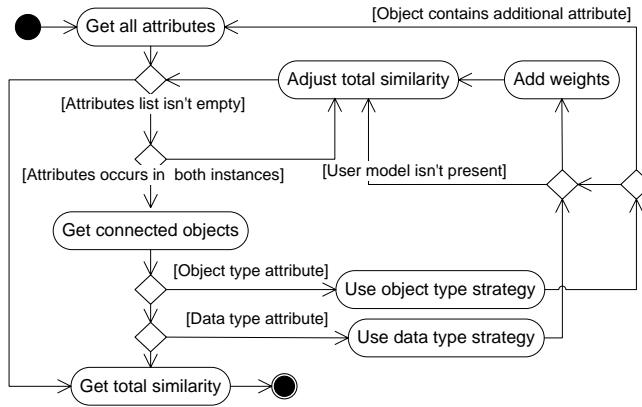 [Object contains additional attribute]
Get all attributes
Adjust total similarity
Add weights
[Attributes list isn't empty]
[User model isn't present]
[Attributes occurs in both instances]
Get connected objects
[Object type attribute]
Use object type strategy
[Data type attribute]
Use data type strategy
Get total similarity